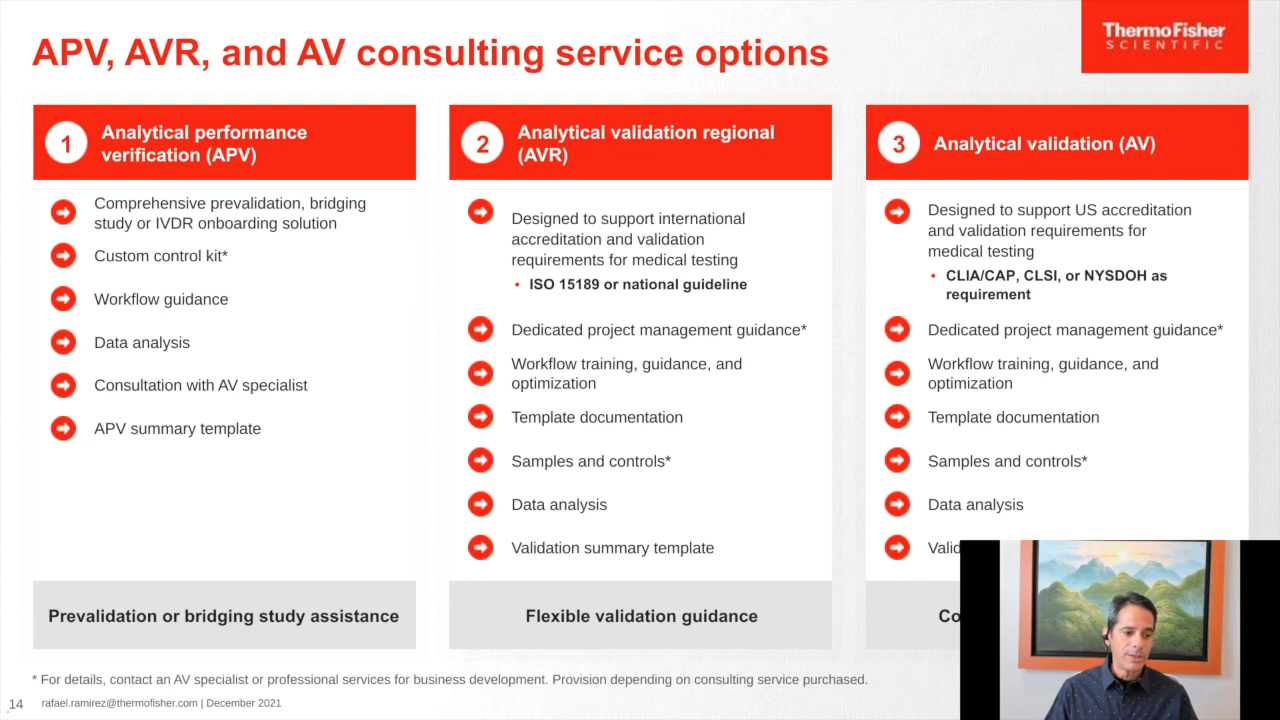 APV, AVR, and AV consulting service options
ThermoFisher
SCIENTIFIC
1
Analytical performance
verification (APV)
Comprehensive prevalidation, bridging
study or IVDR onboarding solution
Custom control kit*
Workflow guidance
Data analysis
Consultation with AV specialist
APV summary template
Prevalidation or bridging study assistance
2
Analytical validation regional
(AVR)
Designed to support international
accreditation and validation
requirements for medical testing
• ISO 15189 or national guideline
Dedicated project management guidance*
Workflow training, guidance, and
optimization
Template documentation
Samples and controls*
Data analysis
Validation summary template
Flexible validation guidance
3
Analytical validation (AV)
Designed to support US accreditation
and validation requirements for
medical testing
• CLIA/CAP, CLSI, or NYSDOH as
requirement
Dedicated project management guidance*
Workflow training, guidance, and
optimization
Template documentation
Samples and controls*
Data analysis
* For details, contact an AV specialist or professional services for business development. Provision depending on consulting service purchased.
14
rafael.ramirez@thermofisher.com | December 2021